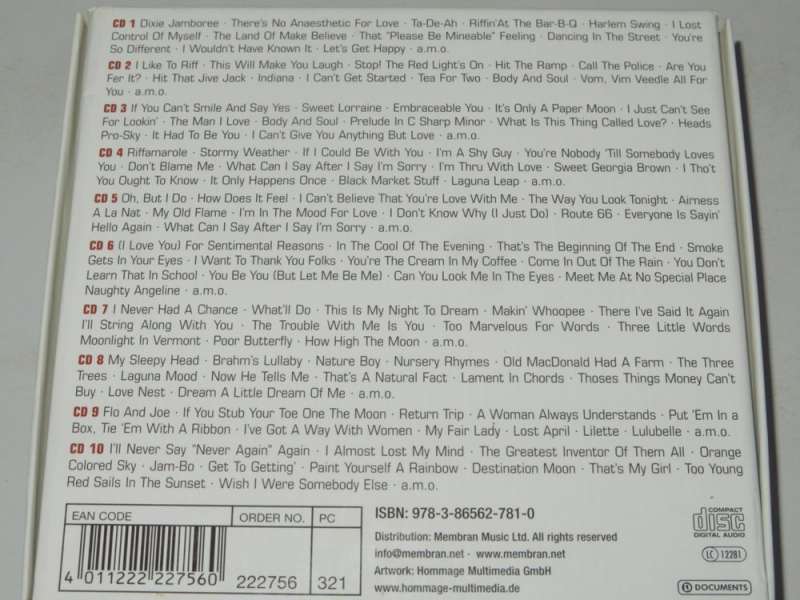 CD 1 Dixie Jamboree · There's No Anaesthetic For Love · Ta-De-Ah · Riffin'At The Bar-B-Q · Harlem Swing · I Lost
Control Of Myself · The Land Of Make Believe · That "Please Be Mineable" Feeling · Dancing In The Street · You're
So Different · I Wouldn't Have Known It · Let's Get Happy · a.m.o.
CD 2 I Like To Riff · This Will Make You Laugh · Stop! The Red Light's On · Hit The Ramp · Call The Police · Are You
Fer It? · Hit That Jive Jack · Indiana · I Can't Get Started · Tea For Two · Body And Soul · Vom, Vim Veedle All For
You · a.m.o.
CD 3 If You Can't Smile And Say Yes · Sweet Lorraine · Embraceable You · It's Only A Paper Moon · I Just Can't See
For Lookin' · The Man I Love · Body And Soul · Prelude In C Sharp Minor · What Is This Thing Called Love? · Heads
Pro-Sky · It Had To Be You · I Can't Give You Anything But Love · a.m.o.
CD 4 Riffamarole · Stormy Weather · If I Could Be With You · I'm A Shy Guy · You're Nobody 'Till Somebody Loves
You · Don't Blame Me · What Can I Say After I Say I'm Sorry · I'm Thru With Love · Sweet Georgia Brown · I Tho't
You Ought To Know · It Only Happens Once · Black Market Stuff · Laguna Leap · a.m.o.
CD 5 Oh, But I Do · How Does It Feel · I Can't Believe That You're Love With Me · The Way You Look Tonight · Airness
A La Nat · My Old Flame · I'm In The Mood For Love · I Don't Know Why (I Just Do) · Route 66 · Everyone Is Sayin'
Hello Again · What Can I Say After I Say I'm Sorry · a.m.o.
CD 6 (I Love You) For Sentimental Reasons · In The Cool Of The Evening · That's The Beginning Of The End · Smoke
Gets In Your Eyes · I Want To Thank You Folks · You're The Cream In My Coffee · Come In Out Of The Rain · You Don't
Learn That In School · You Be You (But Let Me Be Me) · Can You Look Me In The Eyes · Meet Me At No Special Place
Naughty Angeline · a.m.o.
CD 7 I Never Had A Chance · What'll Do · This Is My Night To Dream · Makin' Whoopee · There I've Said It Again
I'll String Along With You · The Trouble With Me Is You · Too Marvelous For Words · Three Little Words
Moonlight In Vermont · Poor Butterfly · How High The Moon · a.m.o.
CD 8 My Sleepy Head · Brahm's Lullaby · Nature Boy · Nursery Rhymes · Old MacDonald Had A Farm · The Three
Trees · Laguna Mood · Now He Tells Me · That's A Natural Fact · Lament In Chords · Thoses Things Money Can't
Buy · Love Nest · Dream A Little Dream Of Me · a.m.o.
CD 9 Flo And Joe · If You Stub Your Toe One The Moon · Return Trip · A Woman Always Understands · Put 'Em In a
Box, Tie 'Em With A Ribbon · I've Got A Way With Women · My Fair Lady · Lost April · Lilette · Lulubelle · a.m.o.
CD 10 I'll Never Say "Never Again" Again · I Almost Lost My Mind · The Greatest Inventor Of Them All · Orange
Colored Sky · Jam-Bo · Get To Getting' · Paint Yourself A Rainbow · Destination Moon · That's My Girl · Too Young
Red Sails In The Sunset · Wish I Were Somebody Else · a.m.o.
EAN CODE ORDER NO. PC
4 011222 227560 222756 321
ISBN: 978-3-86562-781-0
Distribution: Membran Music Ltd. All rights reserved
info@membran.net · www.membran.net
Artwork: Hommage Multimedia GmbH
www.hommage-multimedia.de
COMPACT
disc
DIGITAL AUDIO
LC 12281
DOCUMENTS